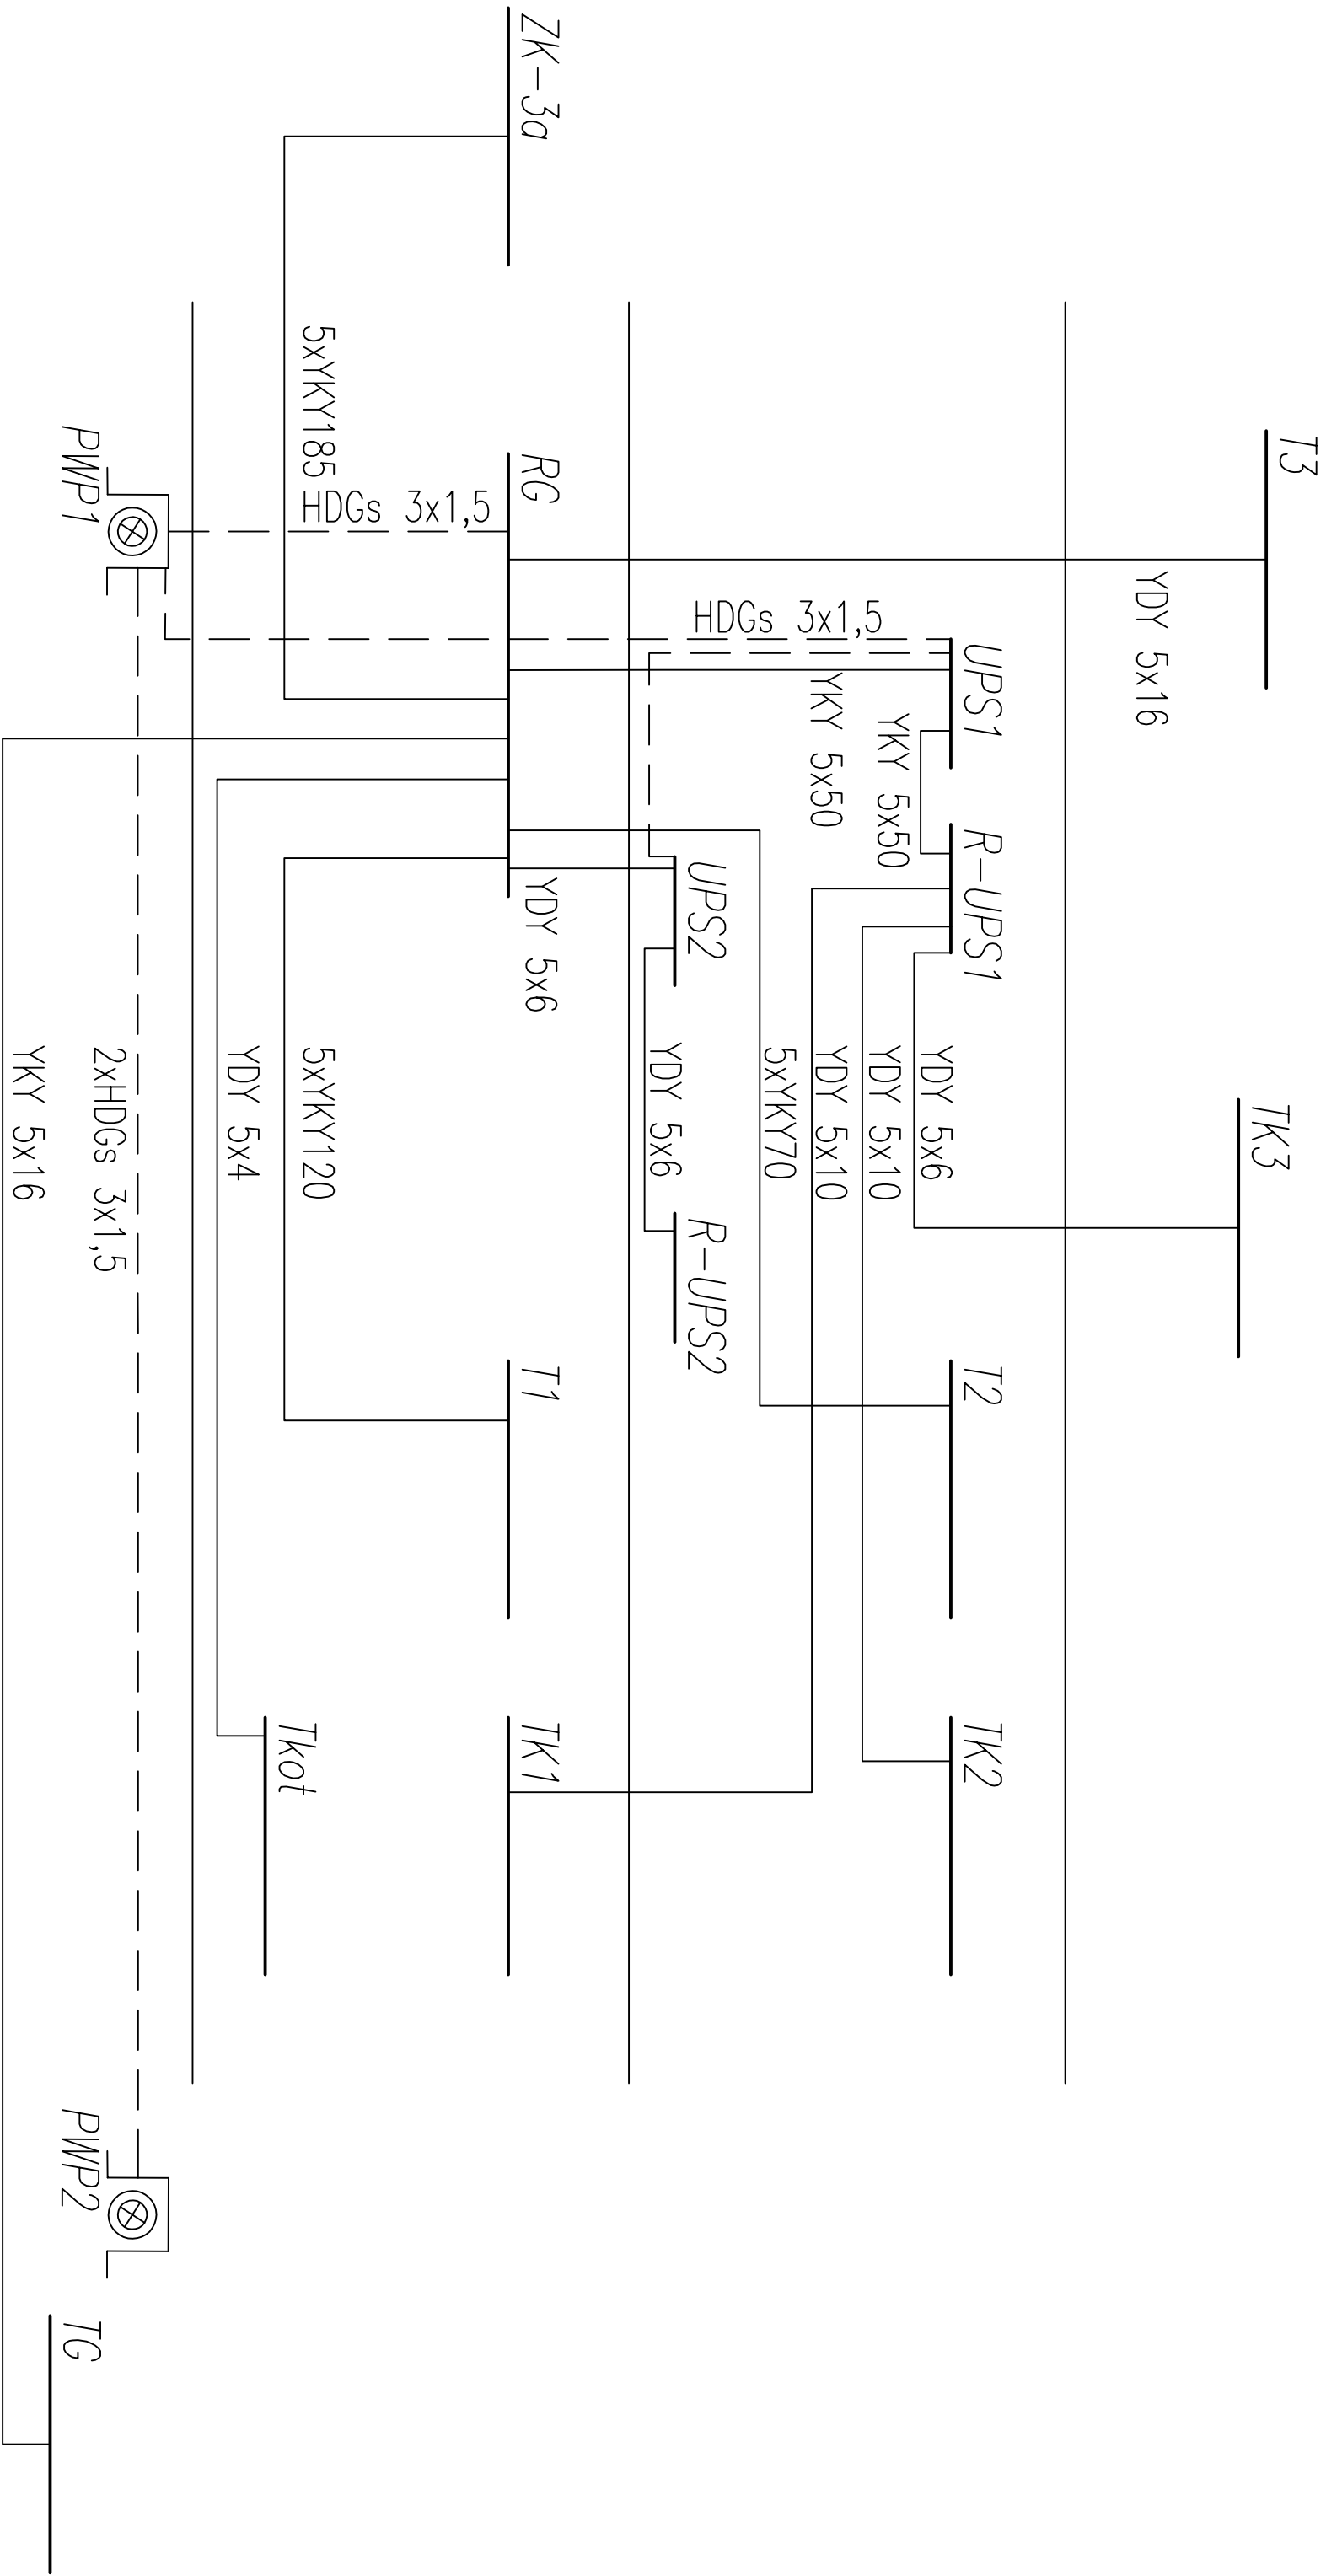 T3
YDY 5x16
TK3
UPS1
R-UPS1
T2
TK2
YKY 5x50
YKY 5x50
HDGs 3x1,5
YDY 5x6
YDY 5x10
YDY 5x10
5xYKY70
UPS2
R-UPS2
YDY 5x6
ZK-3a
RG
YDY 5x6
T1
TK1
5xYKY185
HDGs 3x1,5
5xYKY120
Tkot
YDY 5x4
PWP1
2xHDGs 3x1,5
PWP2
TG
YKY 5x16